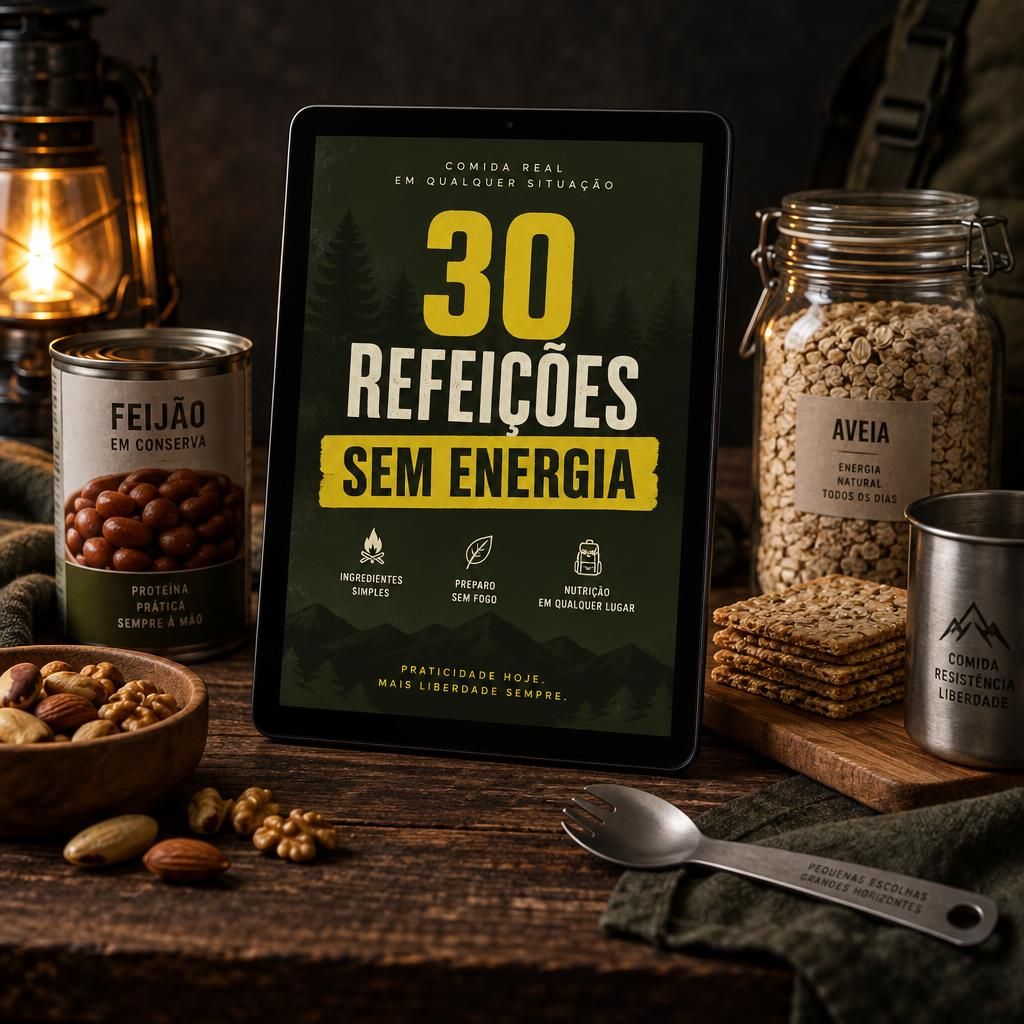 COMIDA REAL
EM QUALQUER SITUAÇÃO
30
REFEIÇÕES
SEM ENERGIA
INGREDIENTES
SIMPLES
PREPARO
SEM FOGO
NUTRIÇÃO
EM QUALQUER LUGAR
PRATICIDADE HOJE.
MAIS LIBERDADE SEMPRE.
FEIJÃO
EM CONSERVA
PROTEÍNA
PRÁTICA
SEMPRE À MÃO
AVEIA
ENERGIA
NATURAL
TODOS OS DIAS
COMIDA
RESISTÊNCIA
LIBERDADE
PEQUENAS ESCOLHAS
GRANDES HORIZONTES